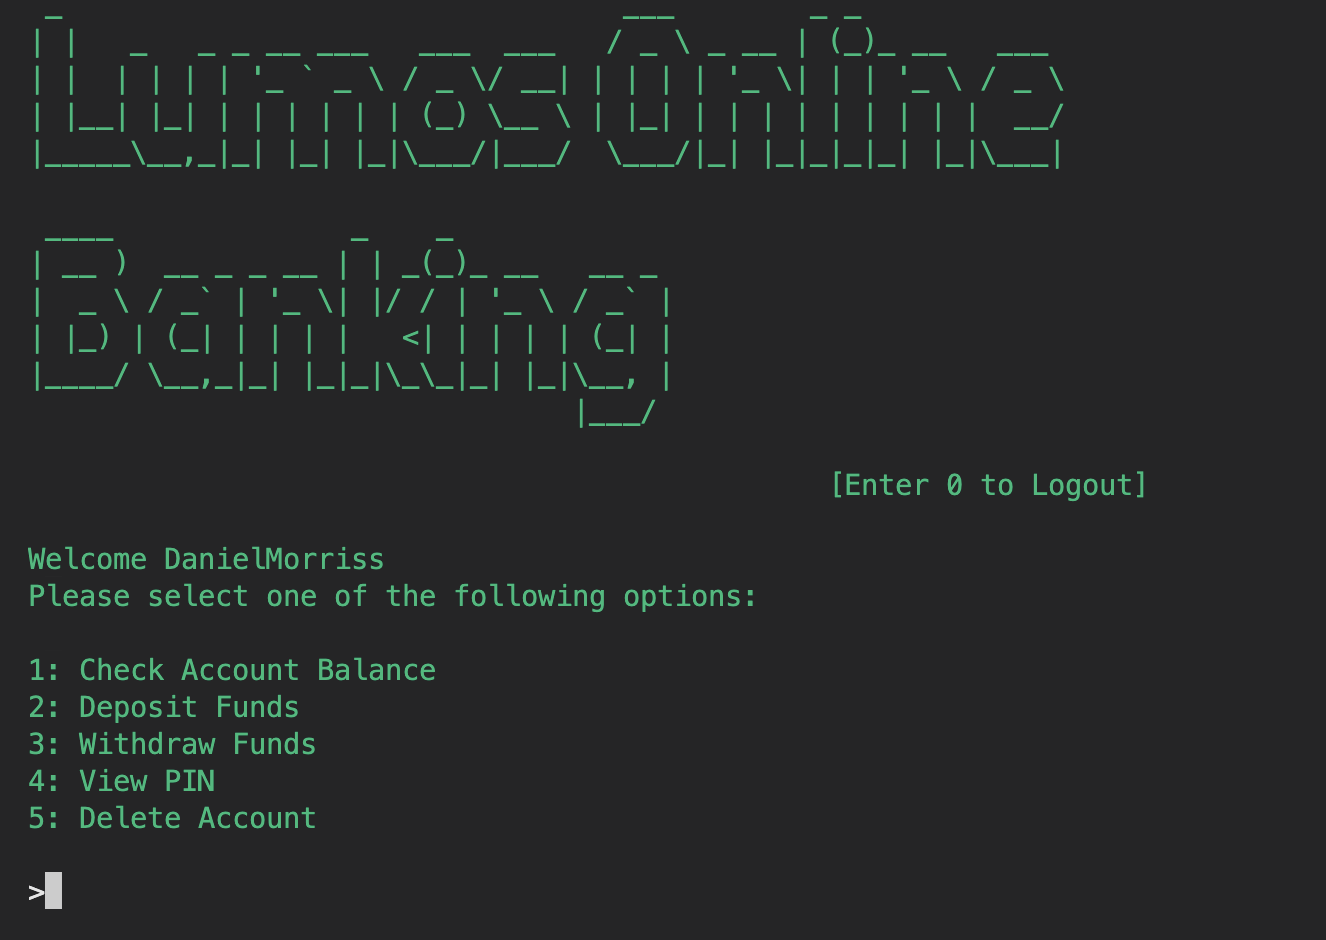 Lumos Online
Banking
[Enter 0 to Logout]
Welcome DanielMorriss
Please select one of the following options:
1: Check Account Balance
2: Deposit Funds
3: Withdraw Funds
4: View PIN
5: Delete Account
>